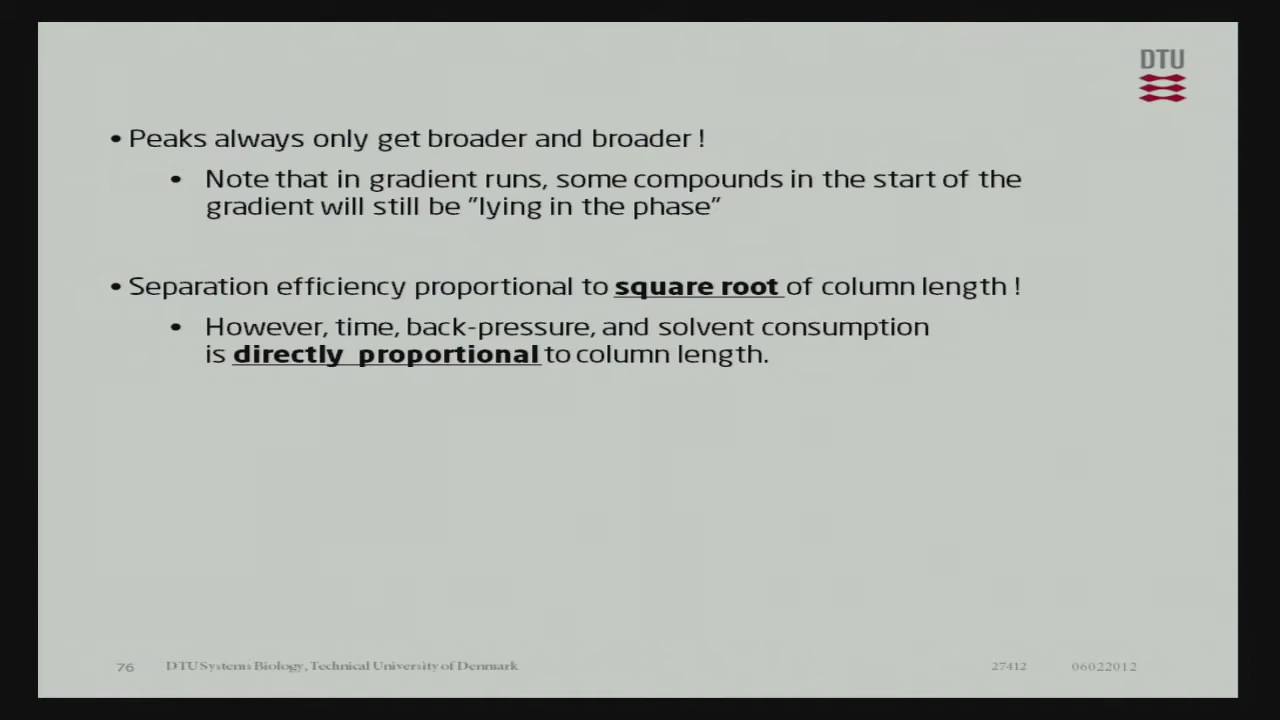 DTU
• Peaks always only get broader and broader !
• Note that in gradient runs, some compounds in the start of the
gradient will still be ”lying in the phase”
• Separation efficiency proportional to square root of column length !
• However, time, back-pressure, and solvent consumption
is directly proportional to column length.
76 DTU Systems Biology, Technical University of Denmark 27412 06022012